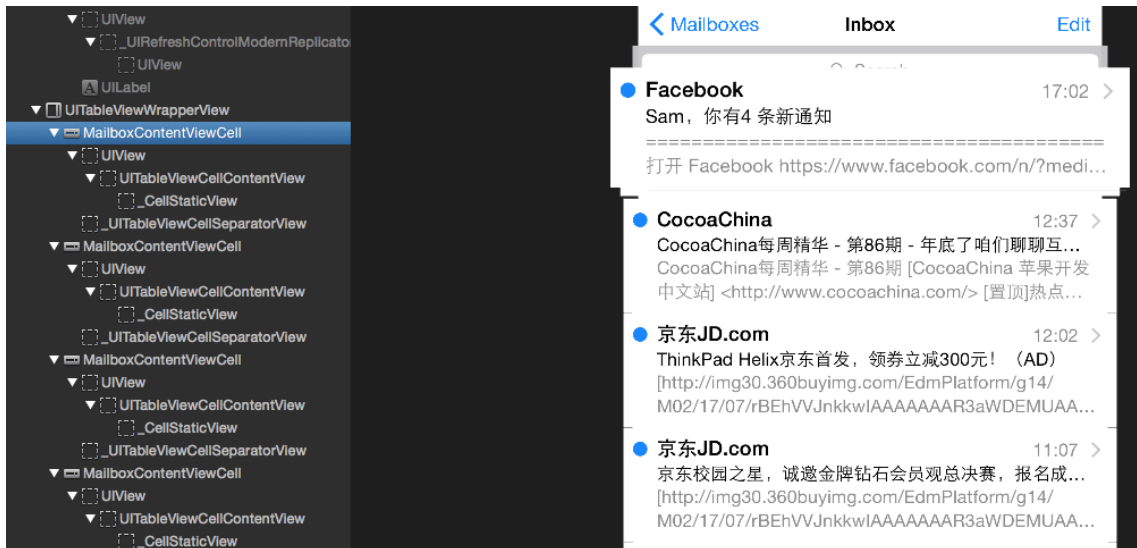 UIView
_UIRefreshControlModernReplicato
UIView
UILabel
UITableViewWrapperView
MailboxContentViewCell
UIView
UITableViewCellContentView
_CellStaticView
_UITableViewCellSeparatorView
MailboxContentViewCell
UIView
UITableViewCellContentView
_CellStaticView
_UITableViewCellSeparatorView
MailboxContentViewCell
UIView
UITableViewCellContentView
_CellStaticView
_UITableViewCellSeparatorView
MailboxContentViewCell
UIView
UITableViewCellContentView
_CellStaticView
Mailboxes Inbox Edit
Search
Facebook 17:02
Sam，你有4 条新通知
========================================
打开 Facebook https://www.facebook.com/n/?medi...
CocoaChina 12:37
CocoaChina每周精华 - 第86期 - 年底了咱们聊聊互...
CocoaChina每周精华 - 第86期 [CocoaChina 苹果开发
中文站] <http://www.cocoachina.com/> [置顶]热点...
京东JD.com 12:02
ThinkPad Helix京东首发，领券立减300元！（AD）
[http://img30.360buyimg.com/EdmPlatform/g14/
M02/17/07/rBEhVVJnkkwIAAAAAAAR3aWDEMUAA...
京东JD.com 11:07
京东校园之星，诚邀金牌钻石会员观总决赛，报名成...
[http://img30.360buyimg.com/EdmPlatform/g14/
M02/17/07/rBEhVVJnkkwIAAAAAAAR3aWDEMUAA...